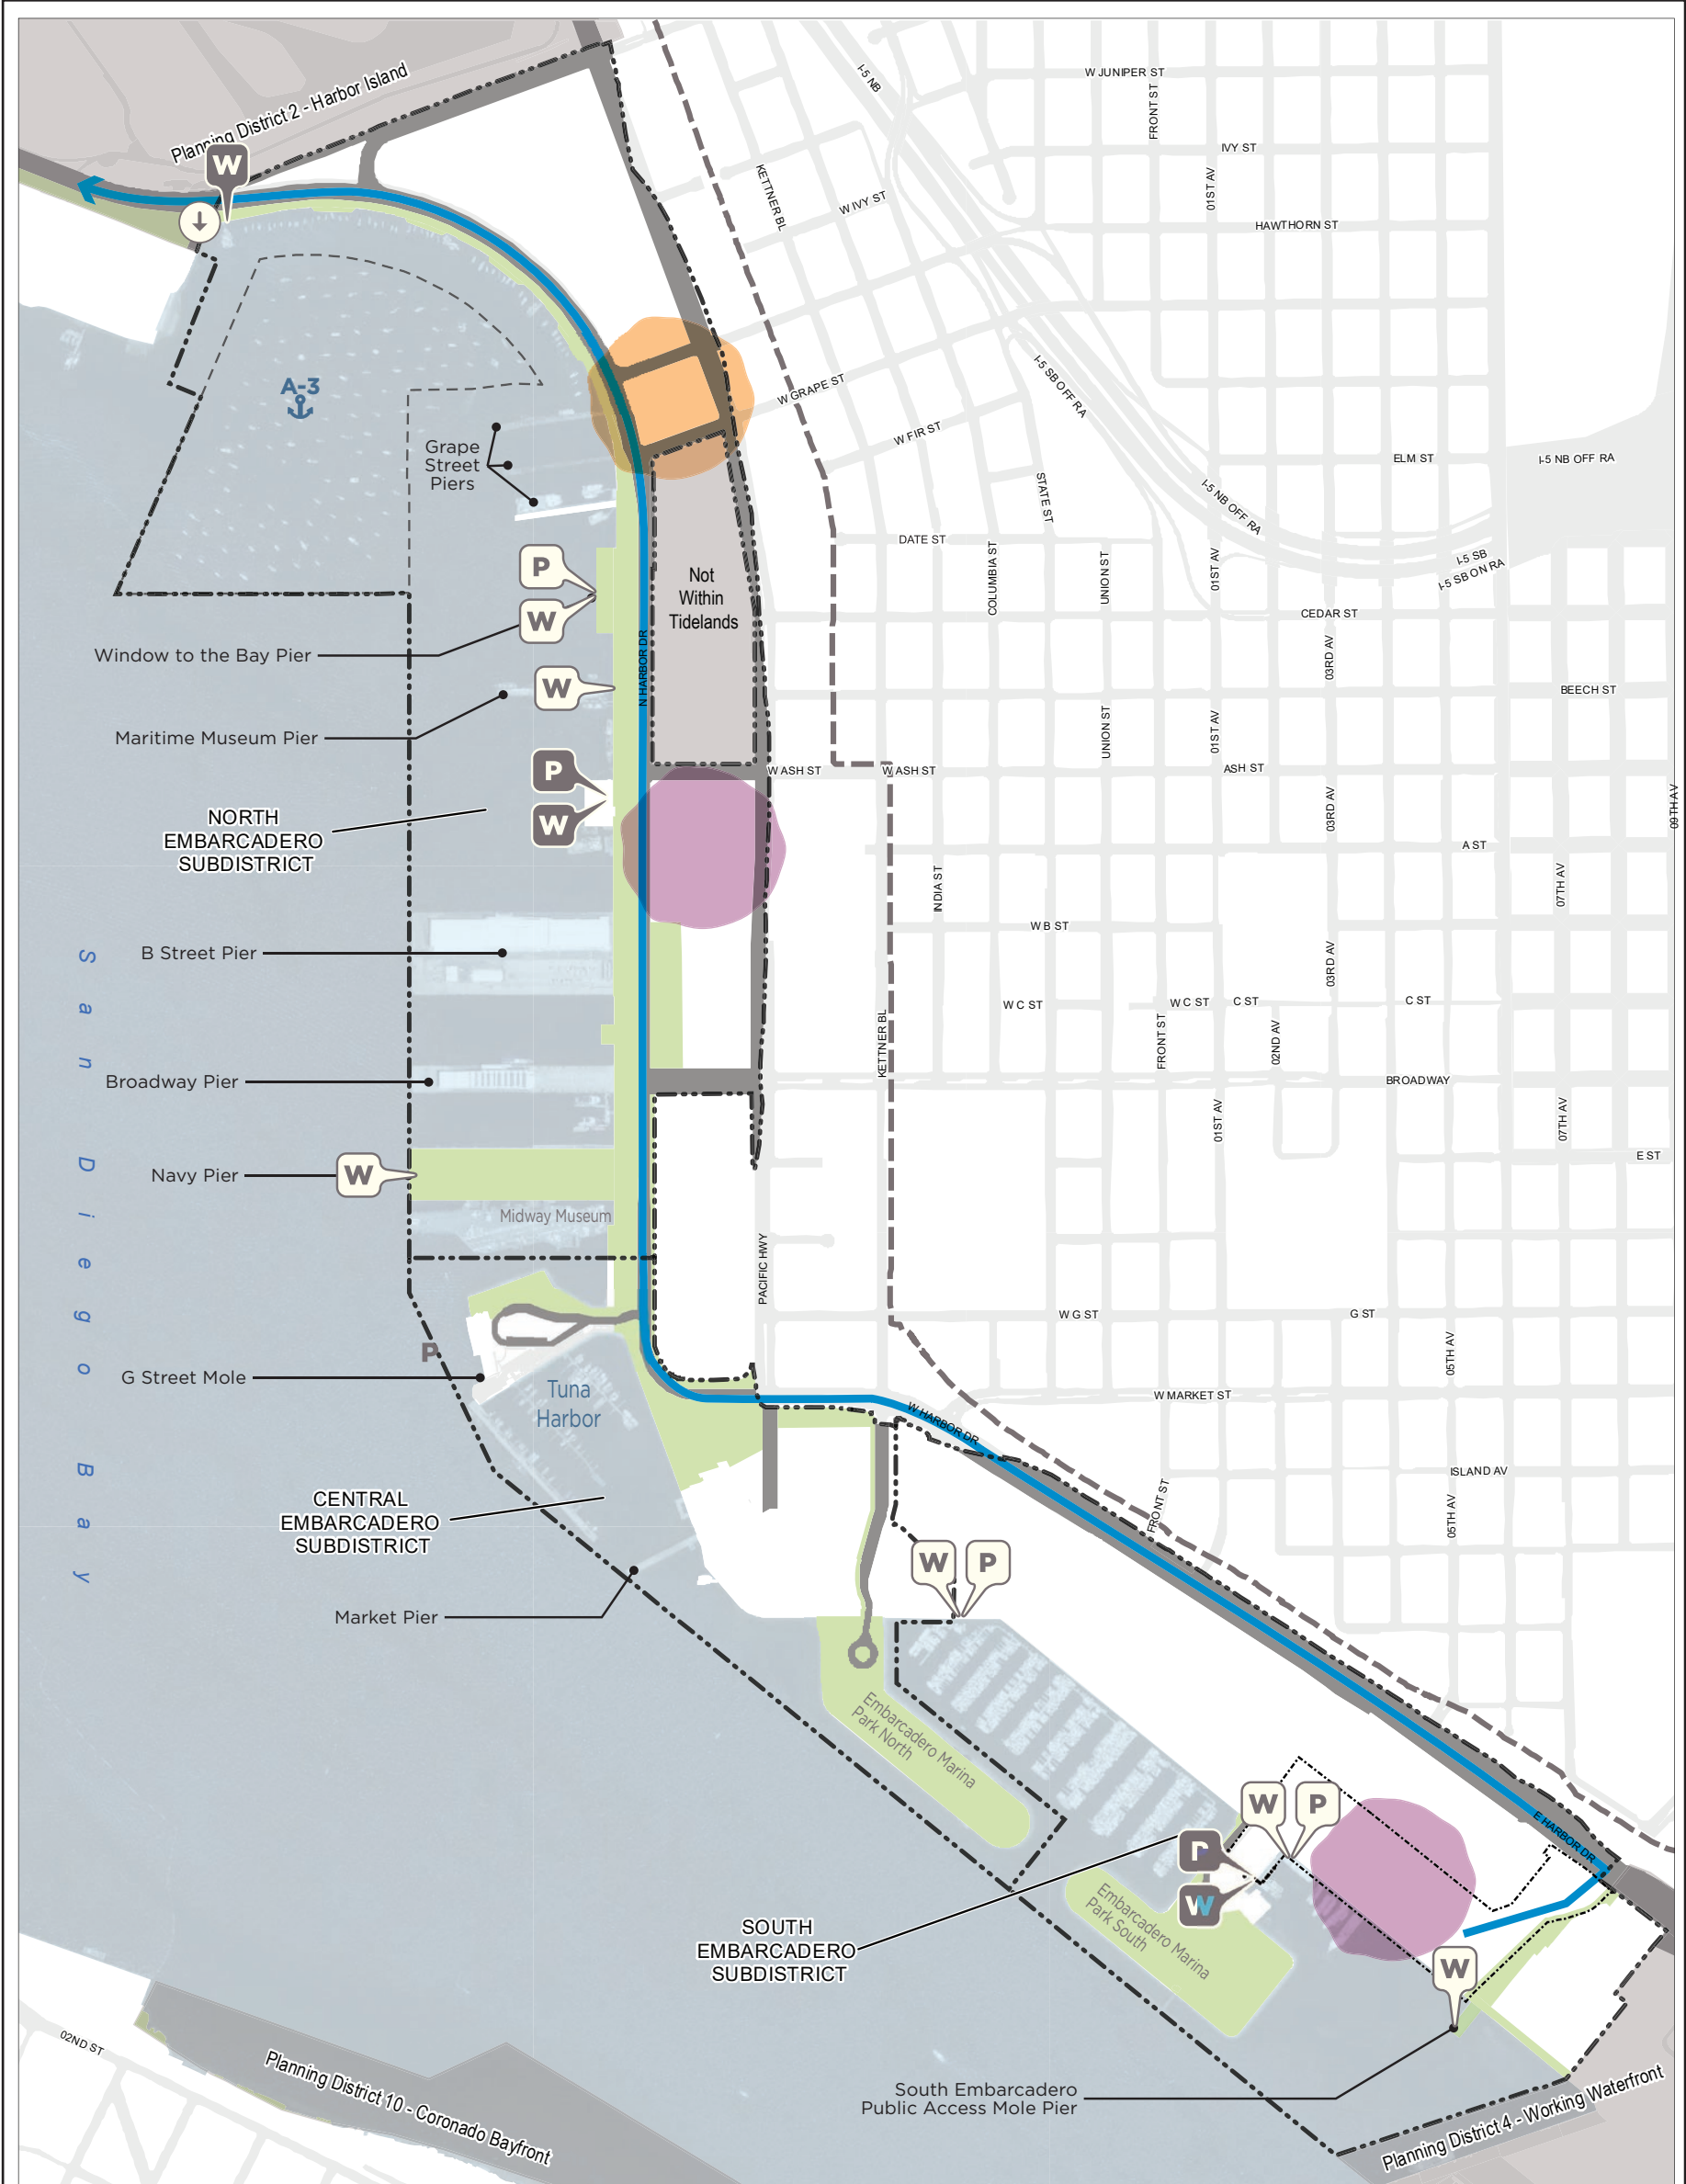 Planning District 2 - Harbor Island
W
A-3
Grape
Street
Piers
P
W
Window to the Bay Pier
W
Maritime Museum Pier
P
W
NORTH
EMBARCADERO
SUBDISTRICT
B Street Pier
Broadway Pier
Navy Pier
W
Midway Museum
San Diego Bay
P
G Street Mole
Tuna
Harbor
CENTRAL
EMBARCADERO
SUBDISTRICT
Market Pier
W
P
Embarcadero Marina
Park North
W
P
P
W
Embarcadero Marina
Park South
SOUTH
EMBARCADERO
SUBDISTRICT
W
South Embarcadero
Public Access Mole Pier
Planning District 4 - Working Waterfront
Planning District 10 - Coronado Bayfront
02ND ST
Not
Within
Tidelands
N HARBOR DR
W HARBOR DR
E HARBOR DR
PACIFIC HWY
KETTNER BL
KETTNER BL
I-5 NB
W JUNIPER ST
FRONT ST
IVY ST
01ST AV
W IVY ST
HAWTHORN ST
W GRAPE ST
I-5 SB OFF RA
W FIR ST
ELM ST
I-5 NB OFF RA
I-5 NB OFF RA
STATE ST
DATE ST
COLUMBIA ST
UNION ST
01ST AV
I-5 SB
I-5 SB ON RA
CEDAR ST
03RD AV
BEECH ST
UNION ST
01ST AV
W ASH ST
W ASH ST
ASH ST
03RD AV
09TH AV
A ST
INDIA ST
07TH AV
W B ST
03RD AV
W C ST
W C ST
C ST
C ST
FRONT ST
02ND AV
BROADWAY
01ST AV
07TH AV
E ST
W G ST
G ST
05TH AV
W MARKET ST
ISLAND AV
FRONT ST
05TH AV